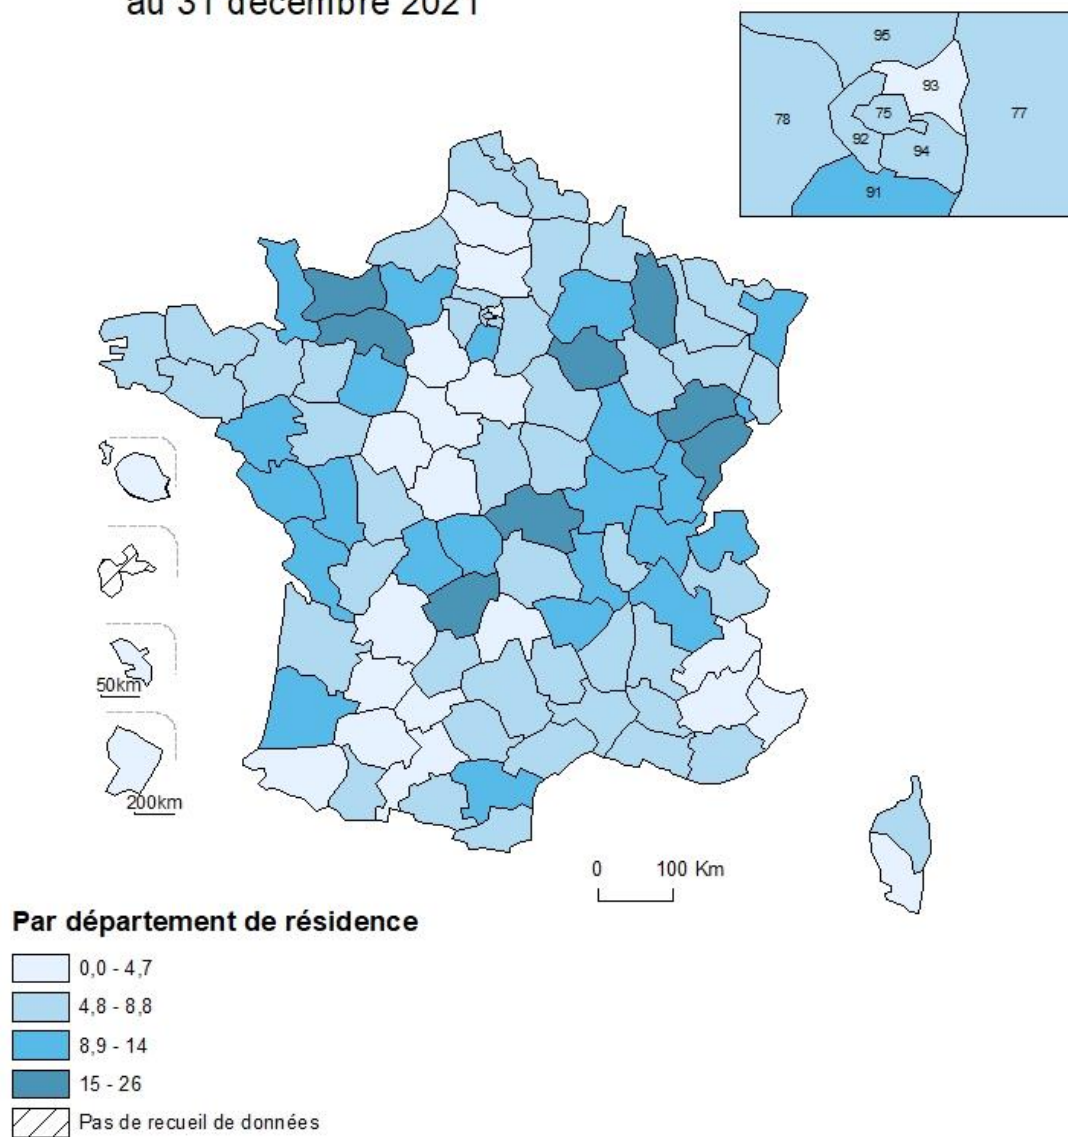 au 31 décembre 2021
95
93
78
75
77
92
94
91
50km
200km
0 100 Km
Par département de résidence
0,0 - 4,7
4,8 - 8,8
8,9 - 14
15 - 26
Pas de recueil de données